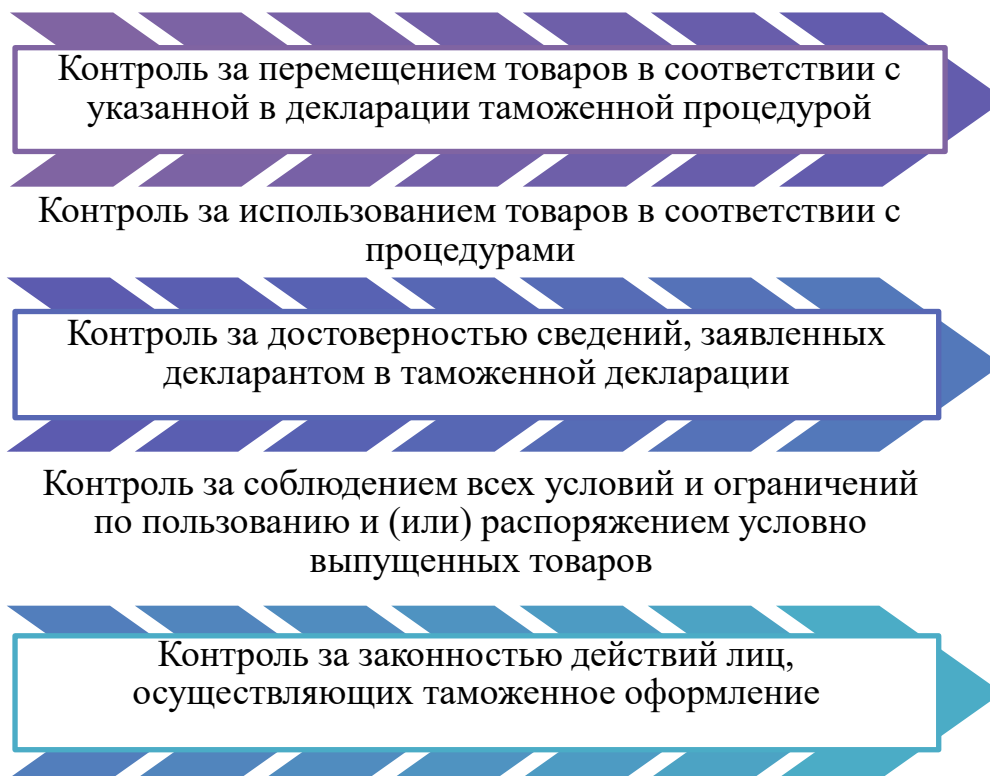 Контроль за перемещением товаров в соответствии с
указанной в декларации таможенной процедурой
Контроль за использованием товаров в соответствии с
процедурами
Контроль за достоверностью сведений, заявленных
декларантом в таможенной декларации
Контроль за соблюдением всех условий и ограничений
по пользованию и (или) распоряжением условно
выпущенных товаров
Контроль за законностью действий лиц,
осуществляющих таможенное оформление